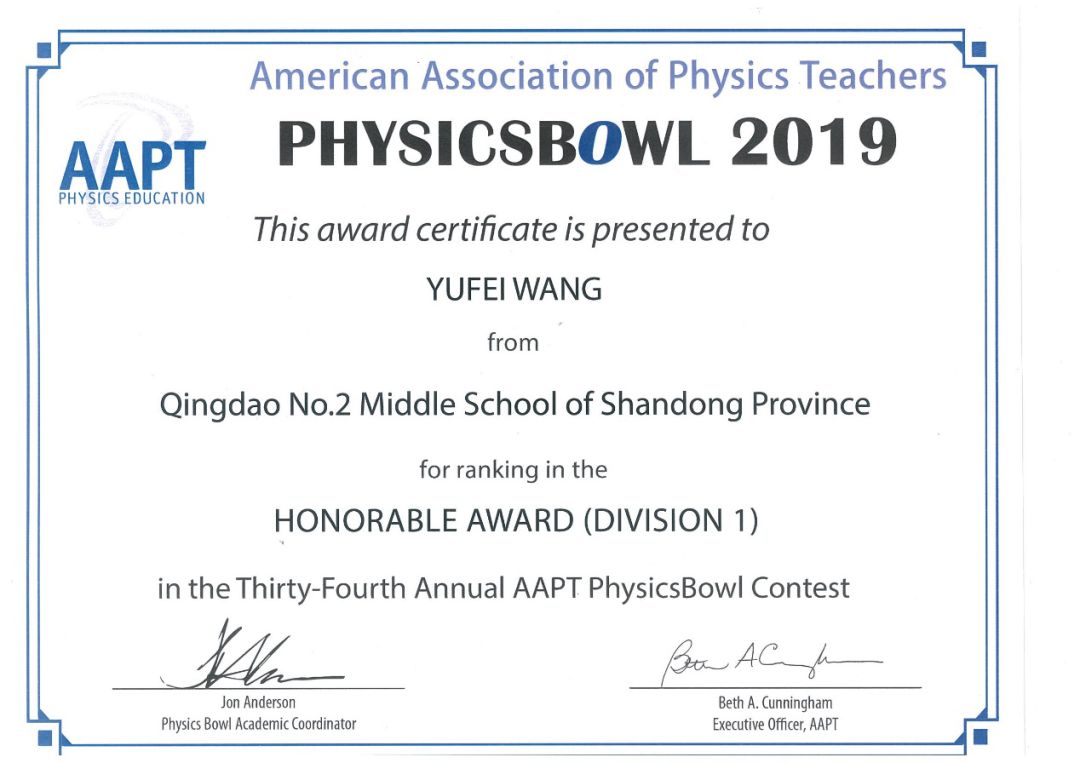 American Association of Physics Teachers
AAPT
PHYSICS EDUCATION
PHYSICSBOWL 2019
This award certificate is presented to
YUFEI WANG
from
Qingdao No.2 Middle School of Shandong Province
for ranking in the
HONORABLE AWARD (DIVISION 1)
in the Thirty-Fourth Annual AAPT PhysicsBowl Contest
Jon Anderson
Physics Bowl Academic Coordinator
Beth A. Cunningham
Beth A. Cunningham
Executive Officer, AAPT